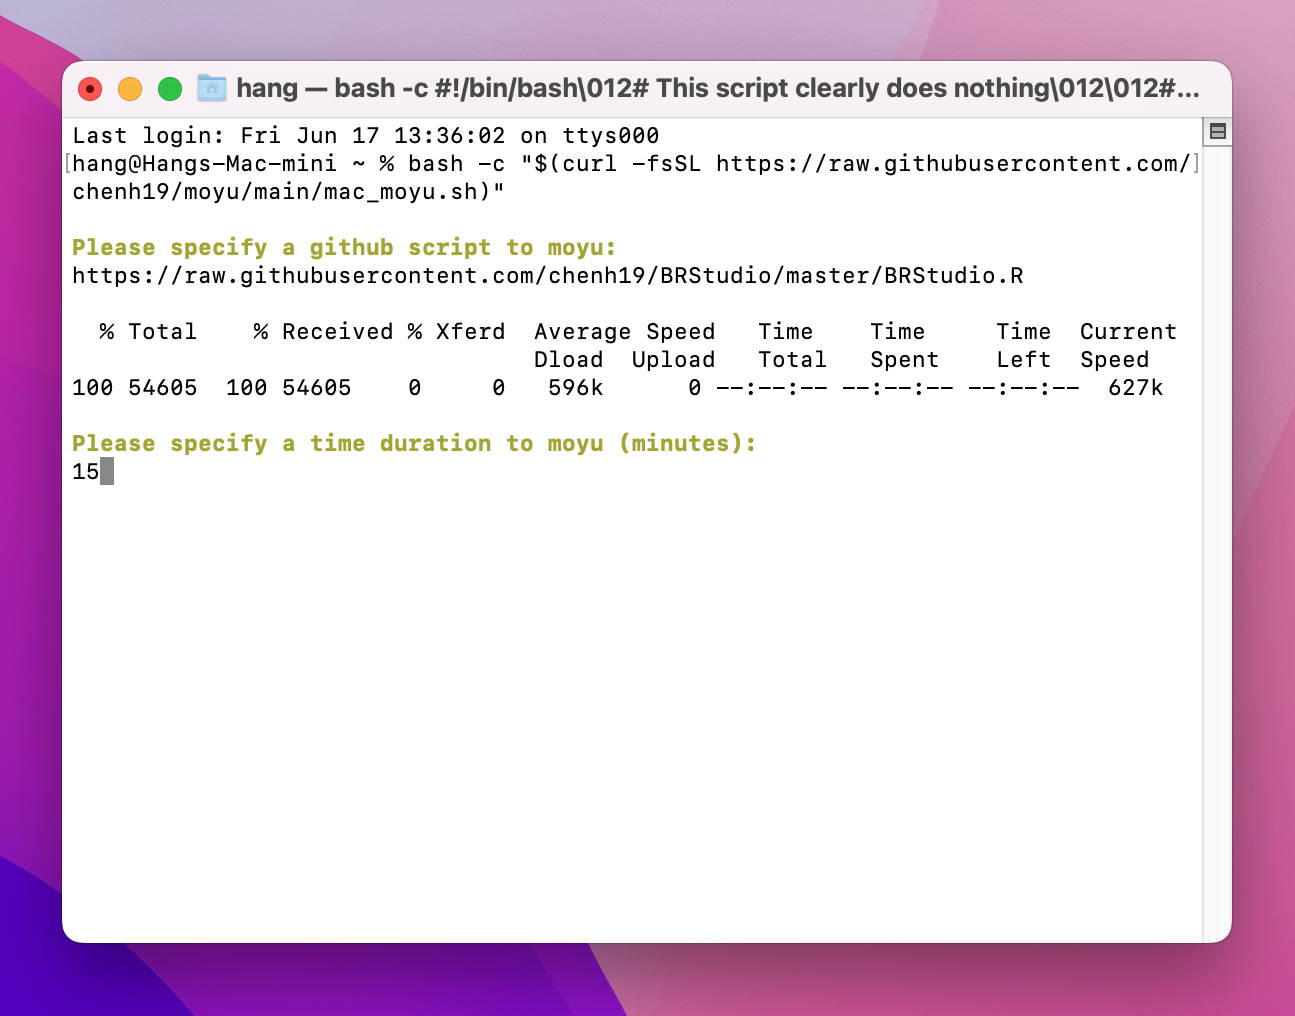 hang — bash -c #!/bin/bash\012# This script clearly does nothing\012\012#...
Last login: Fri Jun 17 13:36:02 on ttys000
[hang@Hangs-Mac-mini ~ % bash -c "$(curl -fsSL https://raw.githubusercontent.com/]
chenh19/moyu/main/mac_moyu.sh)"
Please specify a github script to moyu:
https://raw.githubusercontent.com/chenh19/BRStudio/master/BRStudio.R
  % Total    % Received % Xferd  Average Speed   Time    Time     Time  Current
                                 Dload  Upload   Total   Spent    Left  Speed
100 54605  100 54605    0     0   596k      0 --:--:-- --:--:-- --:--:--  627k
Please specify a time duration to moyu (minutes):
15